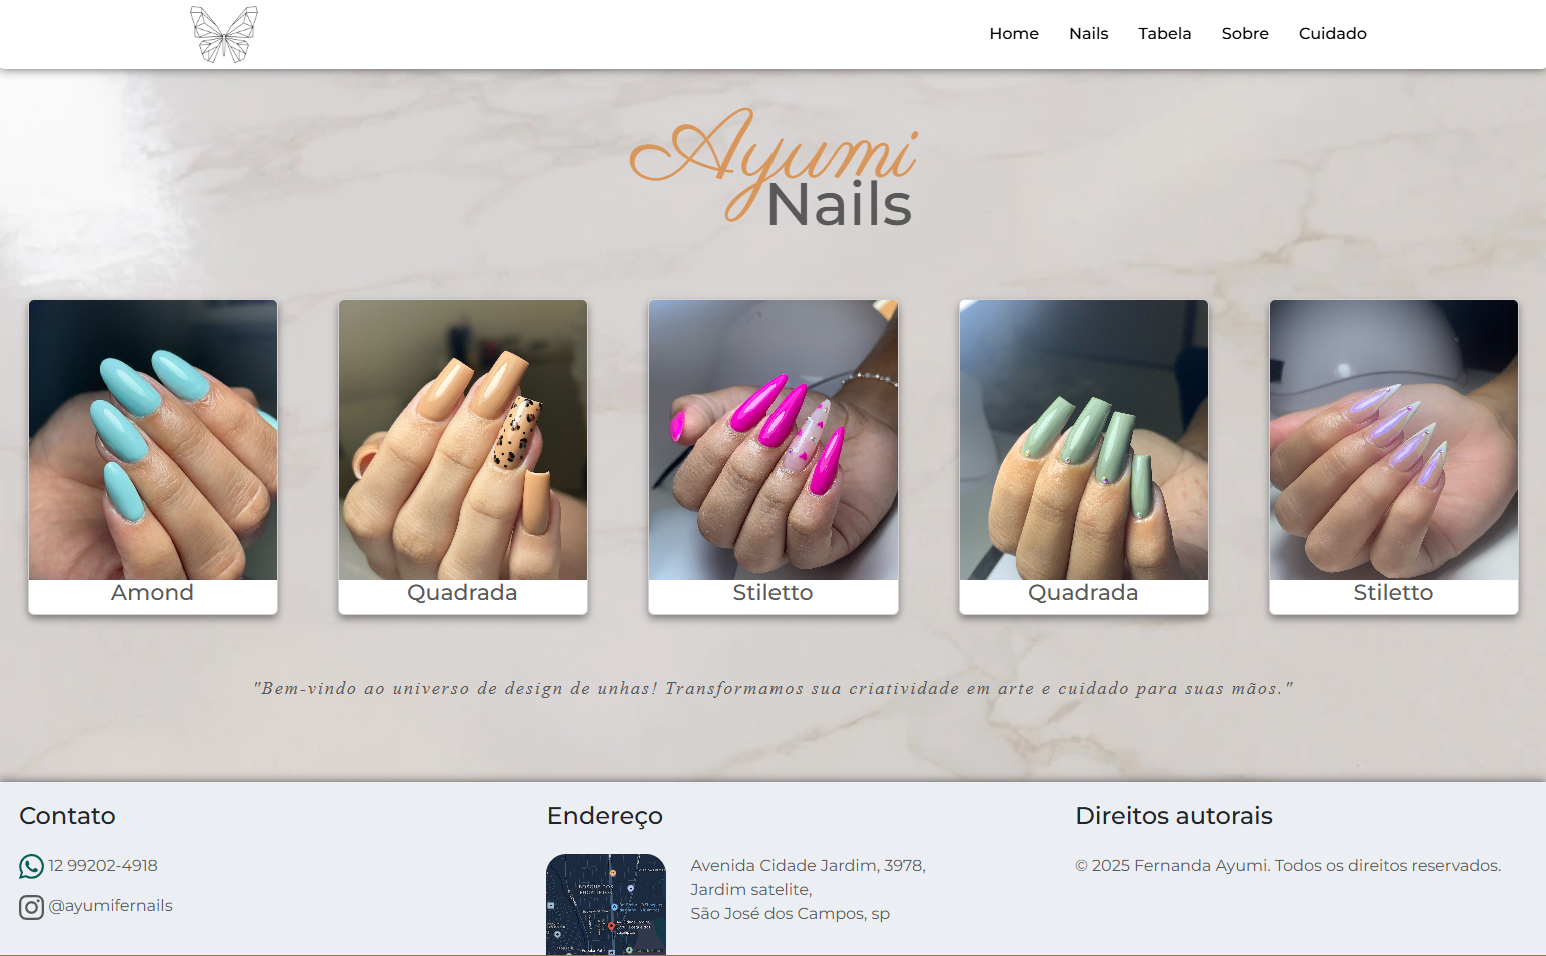 Home Nails Tabela Sobre Cuidado
Ayumi
Nails
Amond
Quadrada
Stiletto
Quadrada
Stiletto
"Bem-vindo ao universo de design de unhas! Transformamos sua criatividade em arte e cuidado para suas mãos."
Contato
12 99202-4918
@ayumifernails
Endereço
Avenida Cidade Jardim, 3978,
Jardim satelite,
São José dos Campos, sp
Direitos autorais
© 2025 Fernanda Ayumi. Todos os direitos reservados.